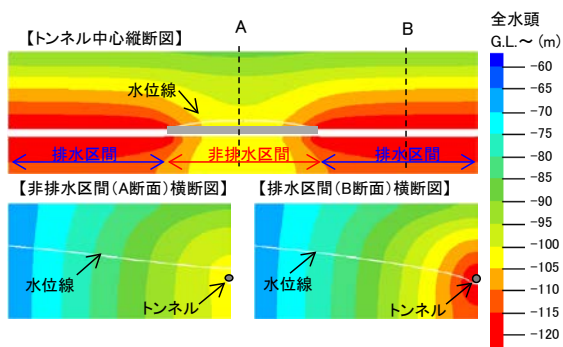 A
B
全水頭
G.L.~ (m)
【トンネル中心縦断図】
水位線
排水区間
非排水区間
排水区間
-60
-65
-70
-75
-80
-85
-90
-95
-100
-105
-110
-115
-120
【非排水区間(A断面)横断図】
【排水区間(B断面)横断図】
水位線
トンネル
水位線
トンネル